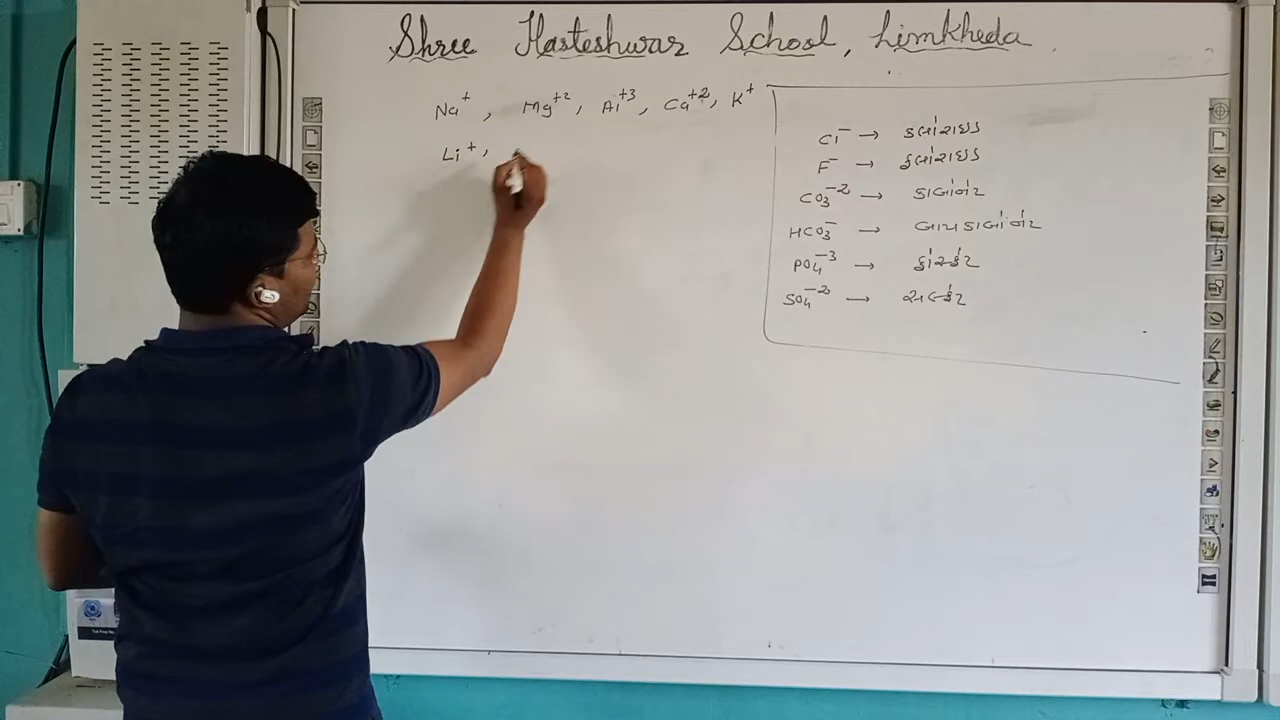 Shree Hasteshwar School, Limkheda
Na⁺, Mg⁺², Al⁺³, Ca⁺², K⁺
Li⁺,
Cl⁻ → ક્લોરાઇડ
F⁻ → ફ્લોરાઇડ
CO₃⁻² → કાર્બોનેટ
HCO₃⁻ → બાયકાર્બોનેટ
PO₄⁻³ → ફોસ્ફેટ
SO₄⁻² → સલ્ફેટ